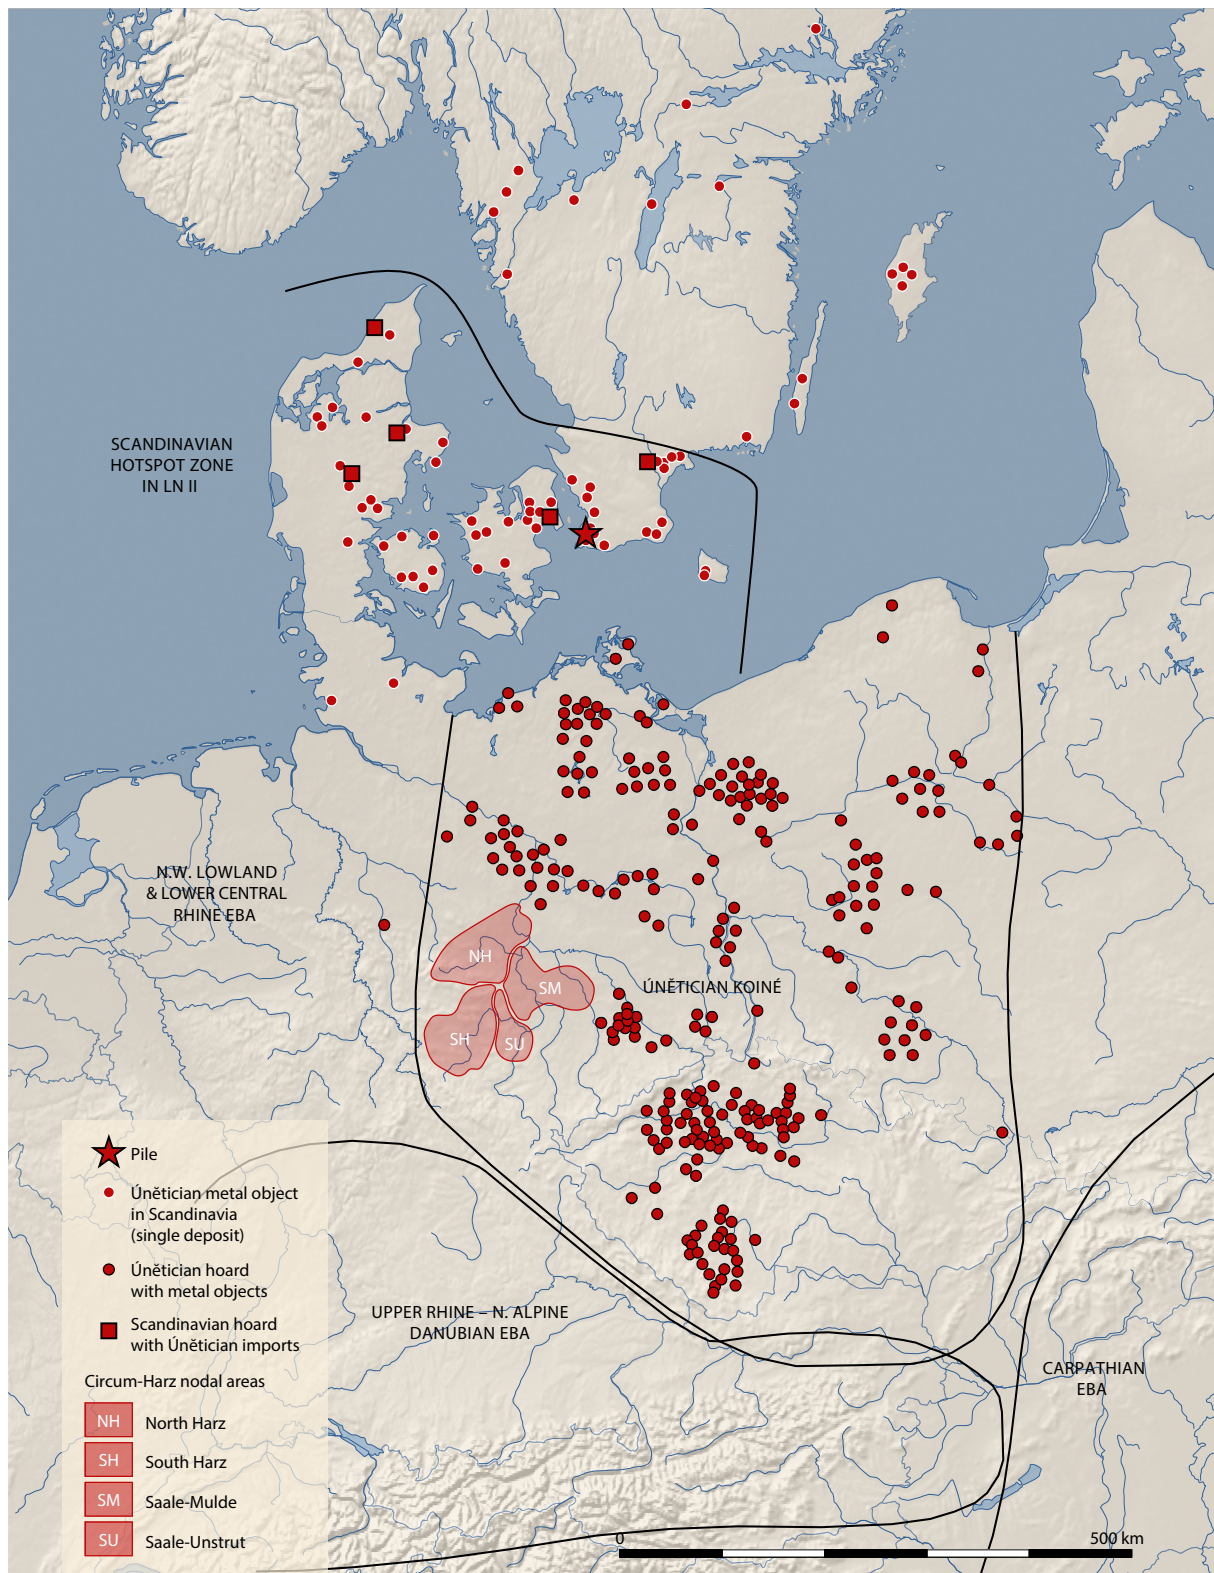 SCANDINAVIAN
HOTSPOT ZONE
IN LN II
N.W. LOWLAND
& LOWER CENTRAL
RHINE EBA
NH
SM
SH
SU
ÚNĚTICIAN KOINÉ
UPPER RHINE – N. ALPINE
DANUBIAN EBA
CARPATHIAN
EBA
Pile
Únětician metal object
in Scandinavia
(single deposit)
Únětician hoard
with metal objects
Scandinavian hoard
with Únětician imports
Circum-Harz nodal areas
NH North Harz
SH South Harz
SM Saale-Mulde
SU Saale-Unstrut
0 500 km